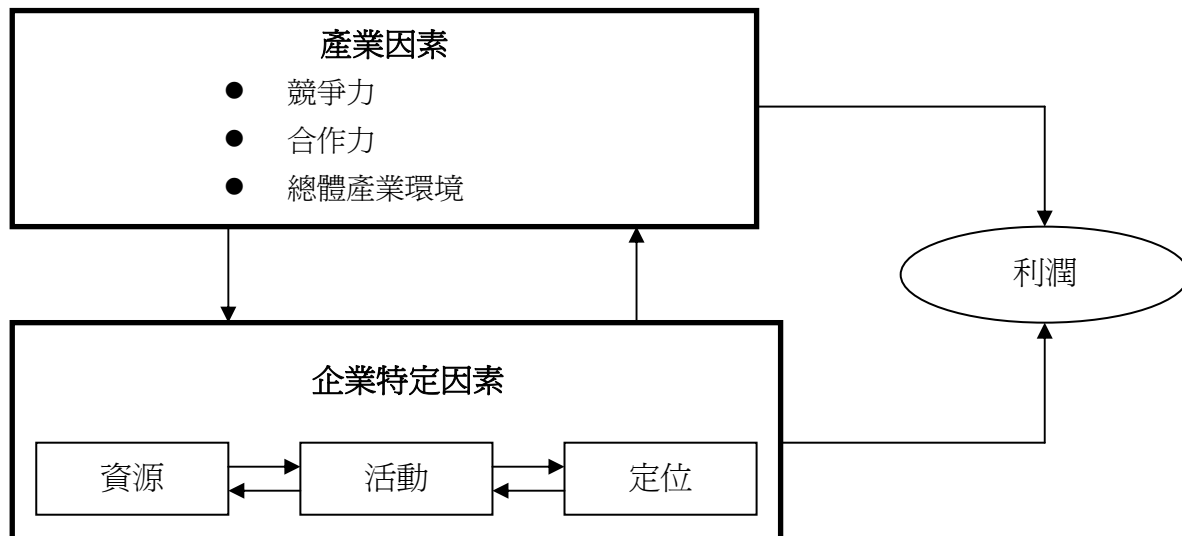 產業因素
● 競爭力
● 合作力
● 總體產業環境
利潤
企業特定因素
資源
活動
定位